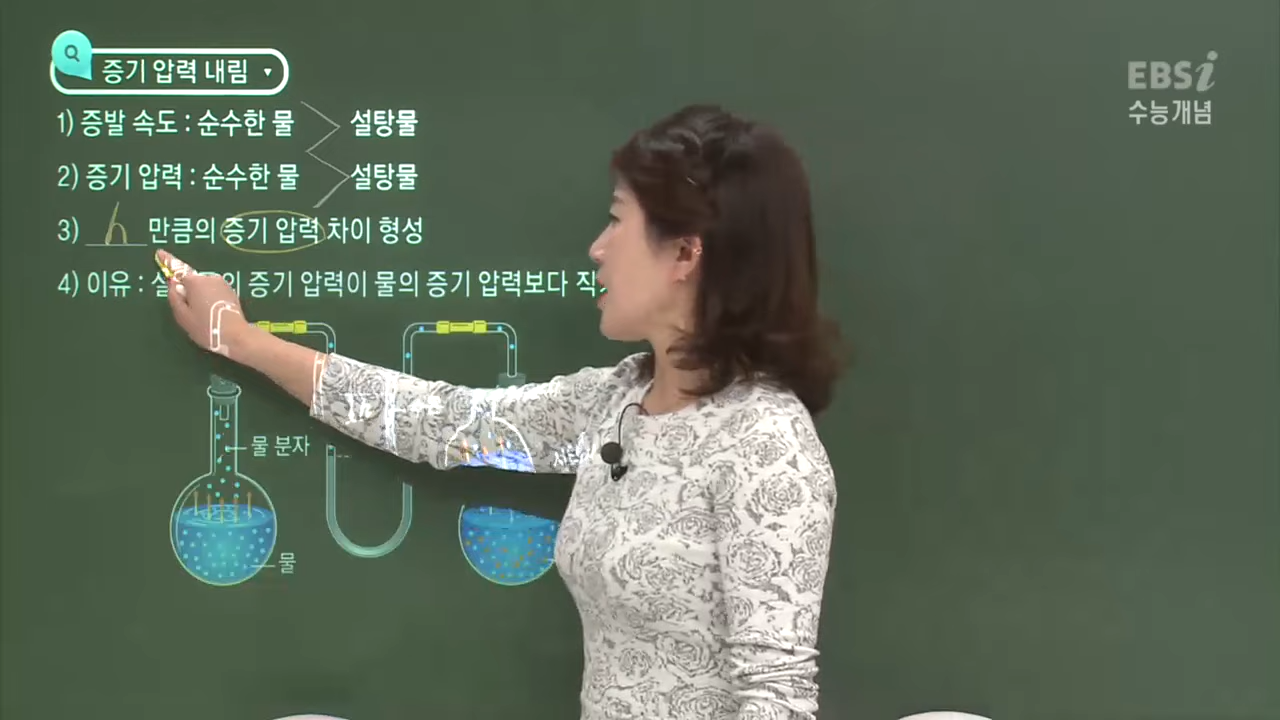 증기 압력 내림
EBSi
수능개념
1) 증발 속도 : 순수한 물 > 설탕물
2) 증기 압력 : 순수한 물 > 설탕물
3) h 만큼의 증기 압력 차이 형성
4) 이유 : 의 증기 압력이 물의 증기 압력보다
물 분자
물